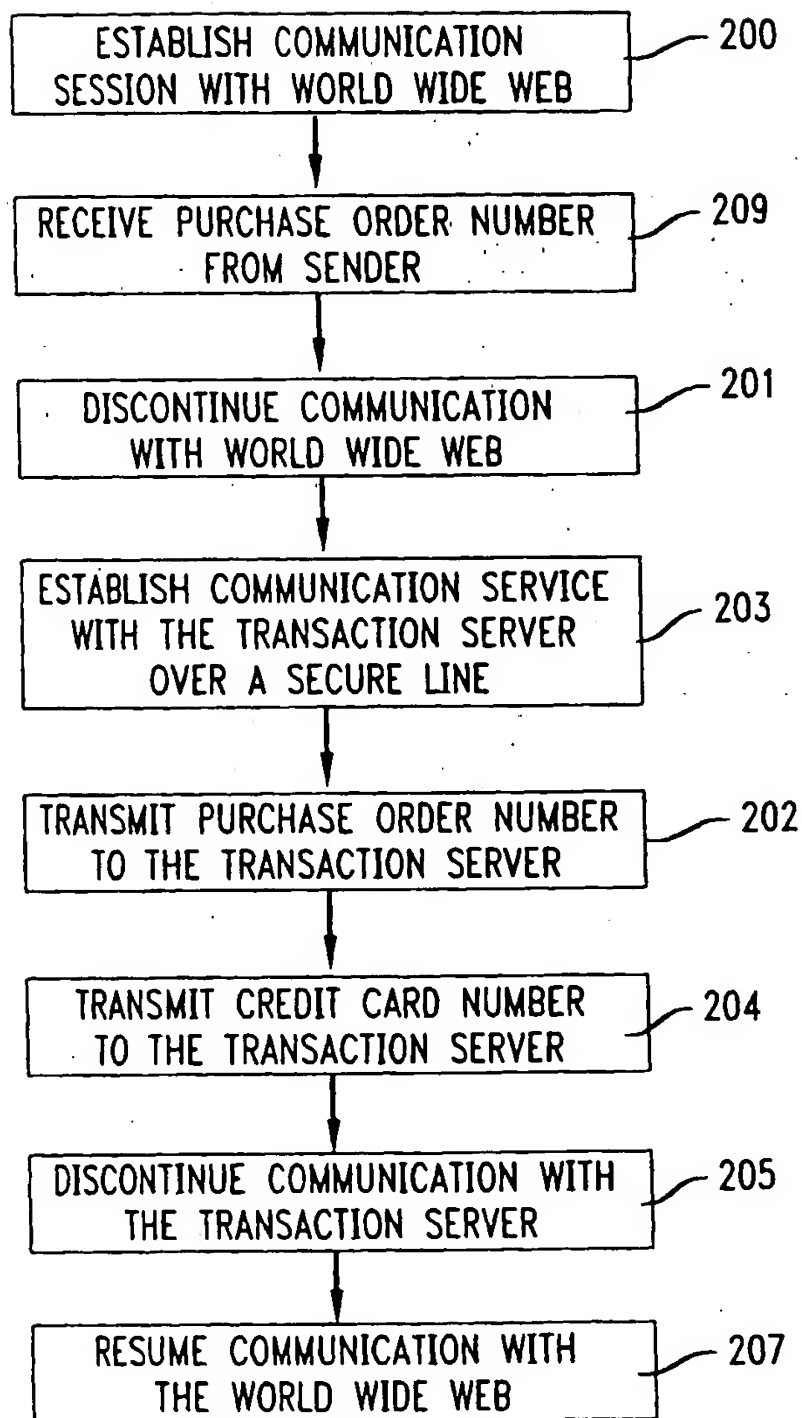 ESTABLISH COMMUNICATION
SESSION WITH WORLD WIDE WEB
200
RECEIVE PURCHASE ORDER NUMBER
FROM SENDER
209
DISCONTINUE COMMUNICATION
WITH WORLD WIDE WEB
201
ESTABLISH COMMUNICATION SERVICE
WITH THE TRANSACTION SERVER
OVER A SECURE LINE
203
TRANSMIT PURCHASE ORDER NUMBER
TO THE TRANSACTION SERVER
202
TRANSMIT CREDIT CARD NUMBER
TO THE TRANSACTION SERVER
204
DISCONTINUE COMMUNICATION WITH
THE TRANSACTION SERVER
205
RESUME COMMUNICATION WITH
THE WORLD WIDE WEB
207